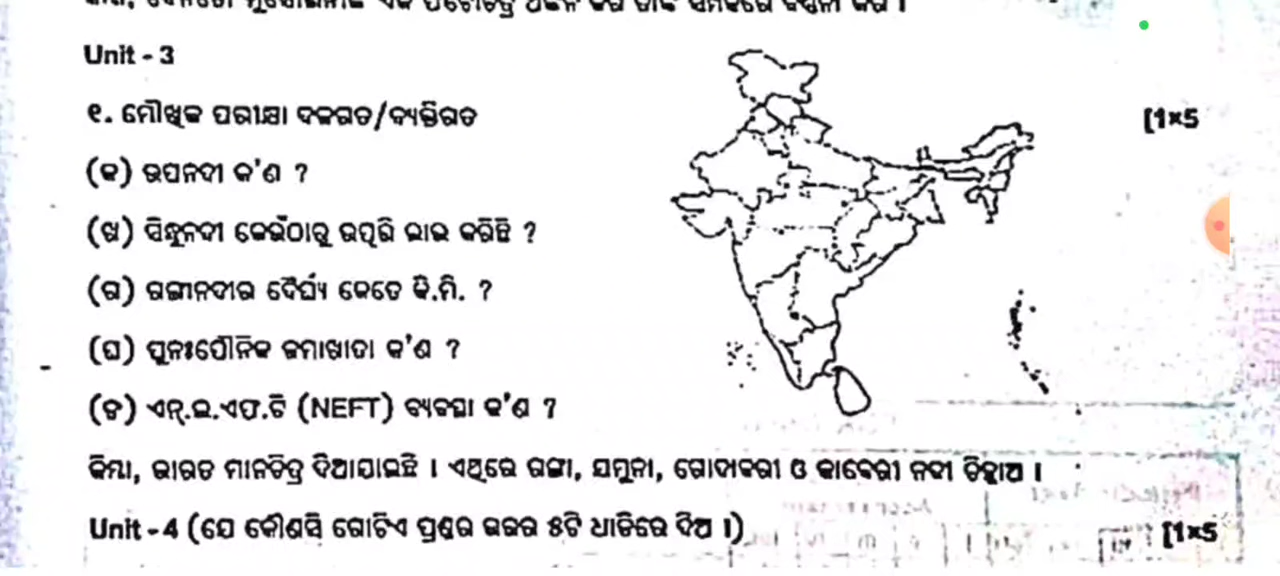 Unit - 3
୧. ମୌଖିକ ପରୀକ୍ଷା ଦଳଗତ/ବ୍ୟକ୍ତିଗତ [1×5
(କ) ଉପନଦୀ କ'ଣ ?
(ଖ) ସିନ୍ଧୁନଦୀ କେଉଁଠାରୁ ଉତ୍ପତ୍ତି ଲାଭ କରିଛି ?
(ଗ) ଗଙ୍ଗାନଦୀର ଦୈର୍ଘ୍ୟ କେତେ କି.ମି. ?
(ଘ) ପୁନଃପୌନିକ ଜମାଖାତା କ'ଣ ?
(ଙ) ଏନ୍.ଇ.ଏଫ.ଟି (NEFT) ବ୍ୟବସ୍ଥା କ'ଣ ?
କିମ୍ବା, ଭାରତ ମାନଚିତ୍ର ଦିଆଯାଇଛି । ଏଥିରେ ଗଙ୍ଗା, ଯମୁନା, ଗୋଦାବରୀ ଓ କାବେରୀ ନଦୀ ଚିହ୍ନାଅ ।
Unit - 4 (ଯେ କୌଣସି ଗୋଟିଏ ପ୍ରଶ୍ନର ଉତ୍ତର ୫ଟି ଧାଡିରେ ଦିଅ ।) [1×5